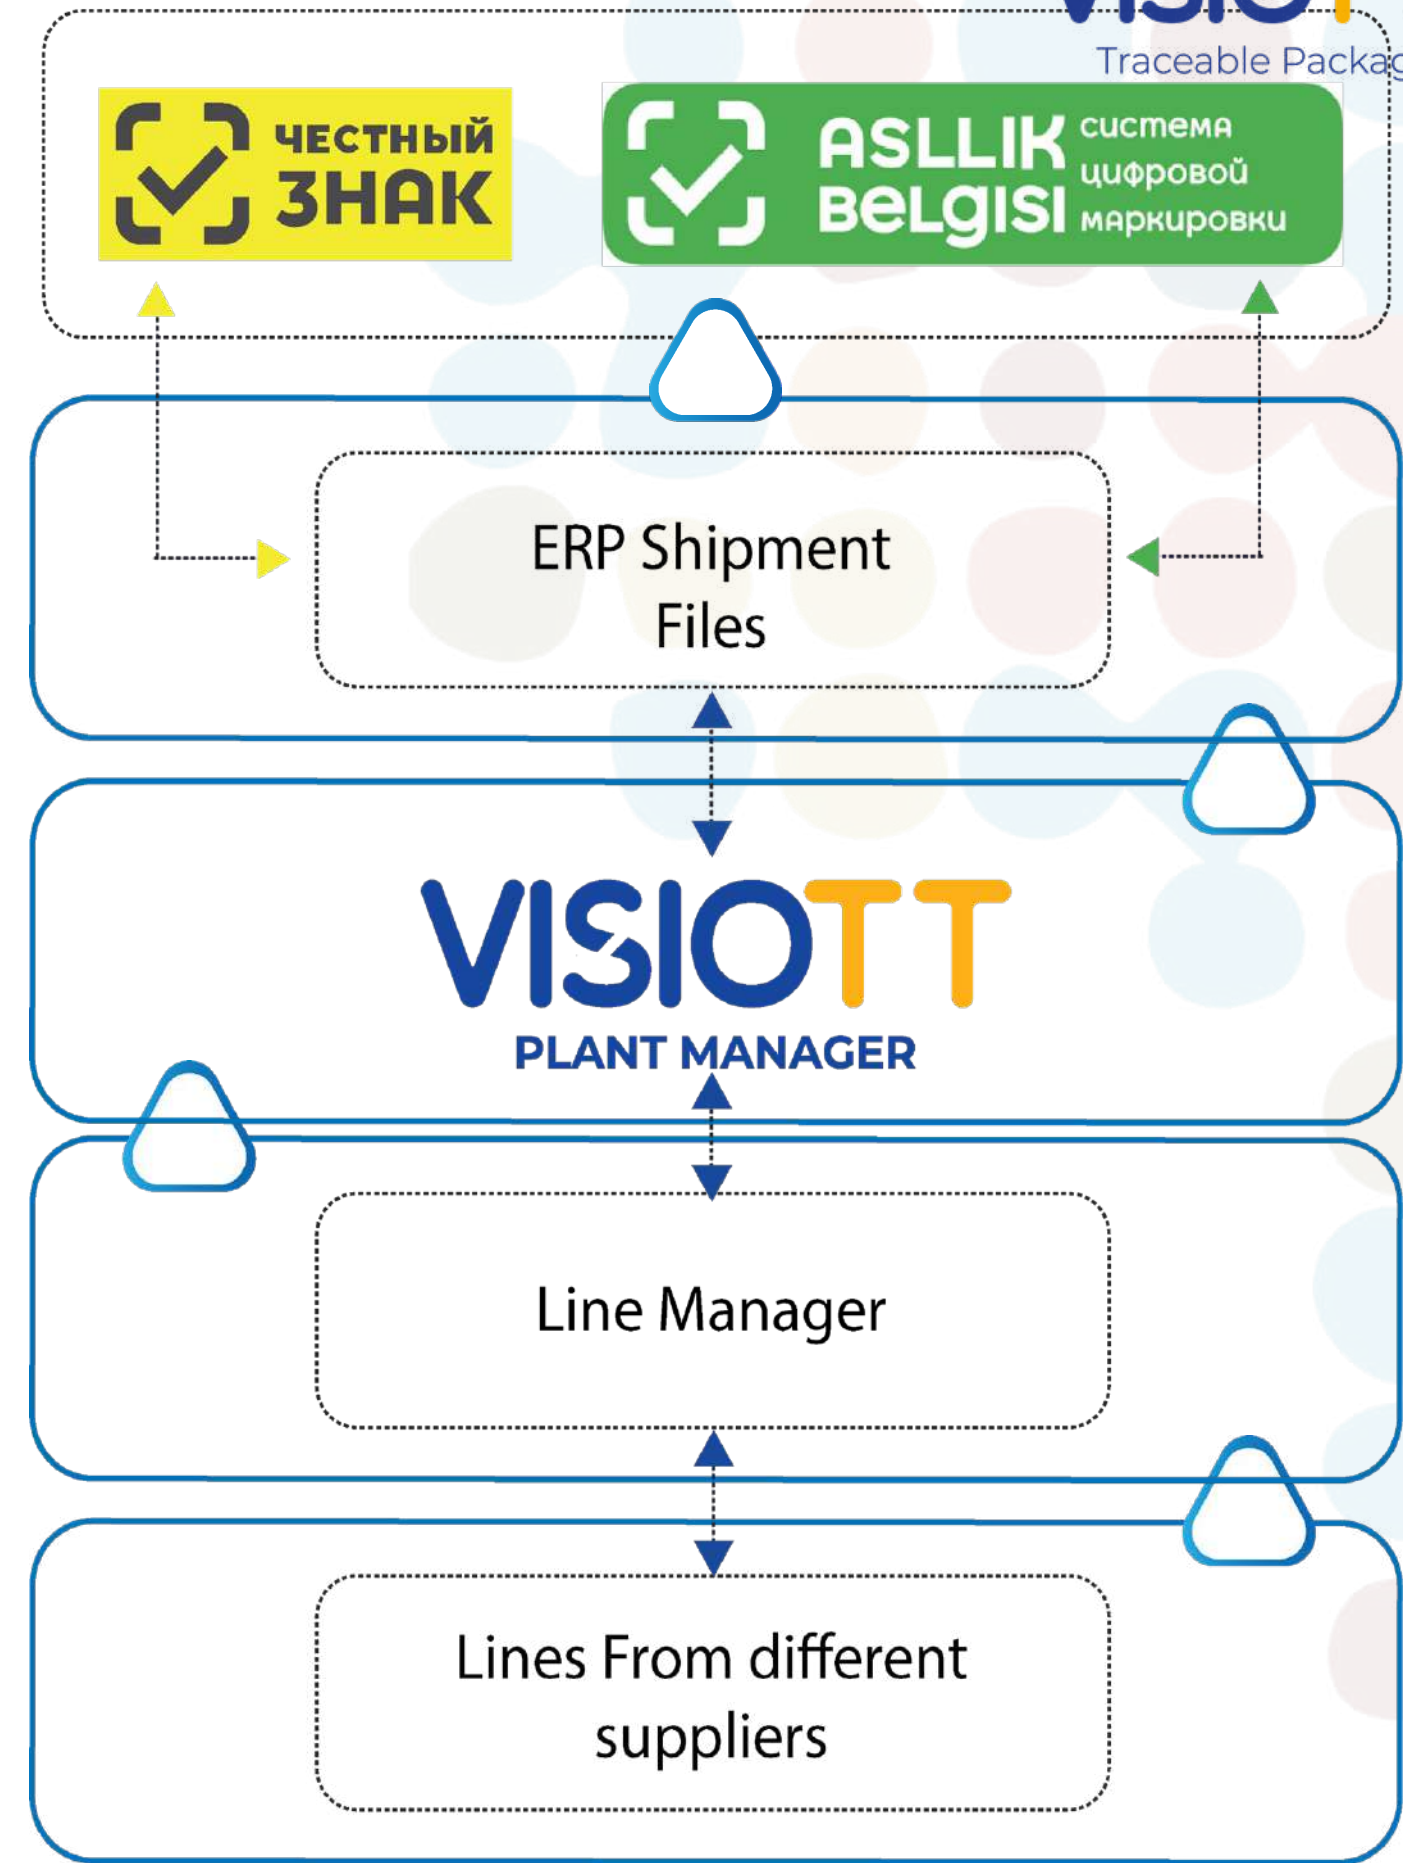 VISIOT
Traceable Packag
ЧЕСТНЫЙ
ЗНАК
ASLLIK
BELGISI
система
цифровой
маркировки
ERP Shipment
Files
VISIOTT
PLANT MANAGER
Line Manager
Lines From different
suppliers